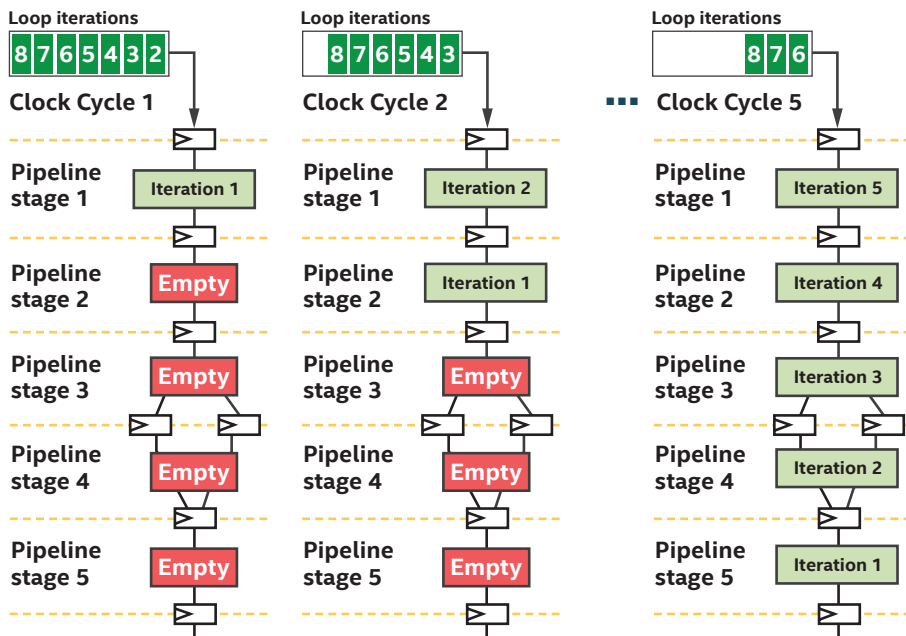 Loop iterations
8 7 6 5 4 3 2
Clock Cycle 1
Pipeline
stage 1
Iteration 1
Pipeline
stage 2
Empty
Pipeline
stage 3
Empty
Pipeline
stage 4
Empty
Pipeline
stage 5
Empty
Loop iterations
8 7 6 5 4 3
Clock Cycle 2
Pipeline
stage 1
Iteration 2
Pipeline
stage 2
Iteration 1
Pipeline
stage 3
Empty
Pipeline
stage 4
Empty
Pipeline
stage 5
Empty
...
Loop iterations
8 7 6
Clock Cycle 5
Pipeline
stage 1
Iteration 5
Pipeline
stage 2
Iteration 4
Pipeline
stage 3
Iteration 3
Pipeline
stage 4
Iteration 2
Pipeline
stage 5
Iteration 1